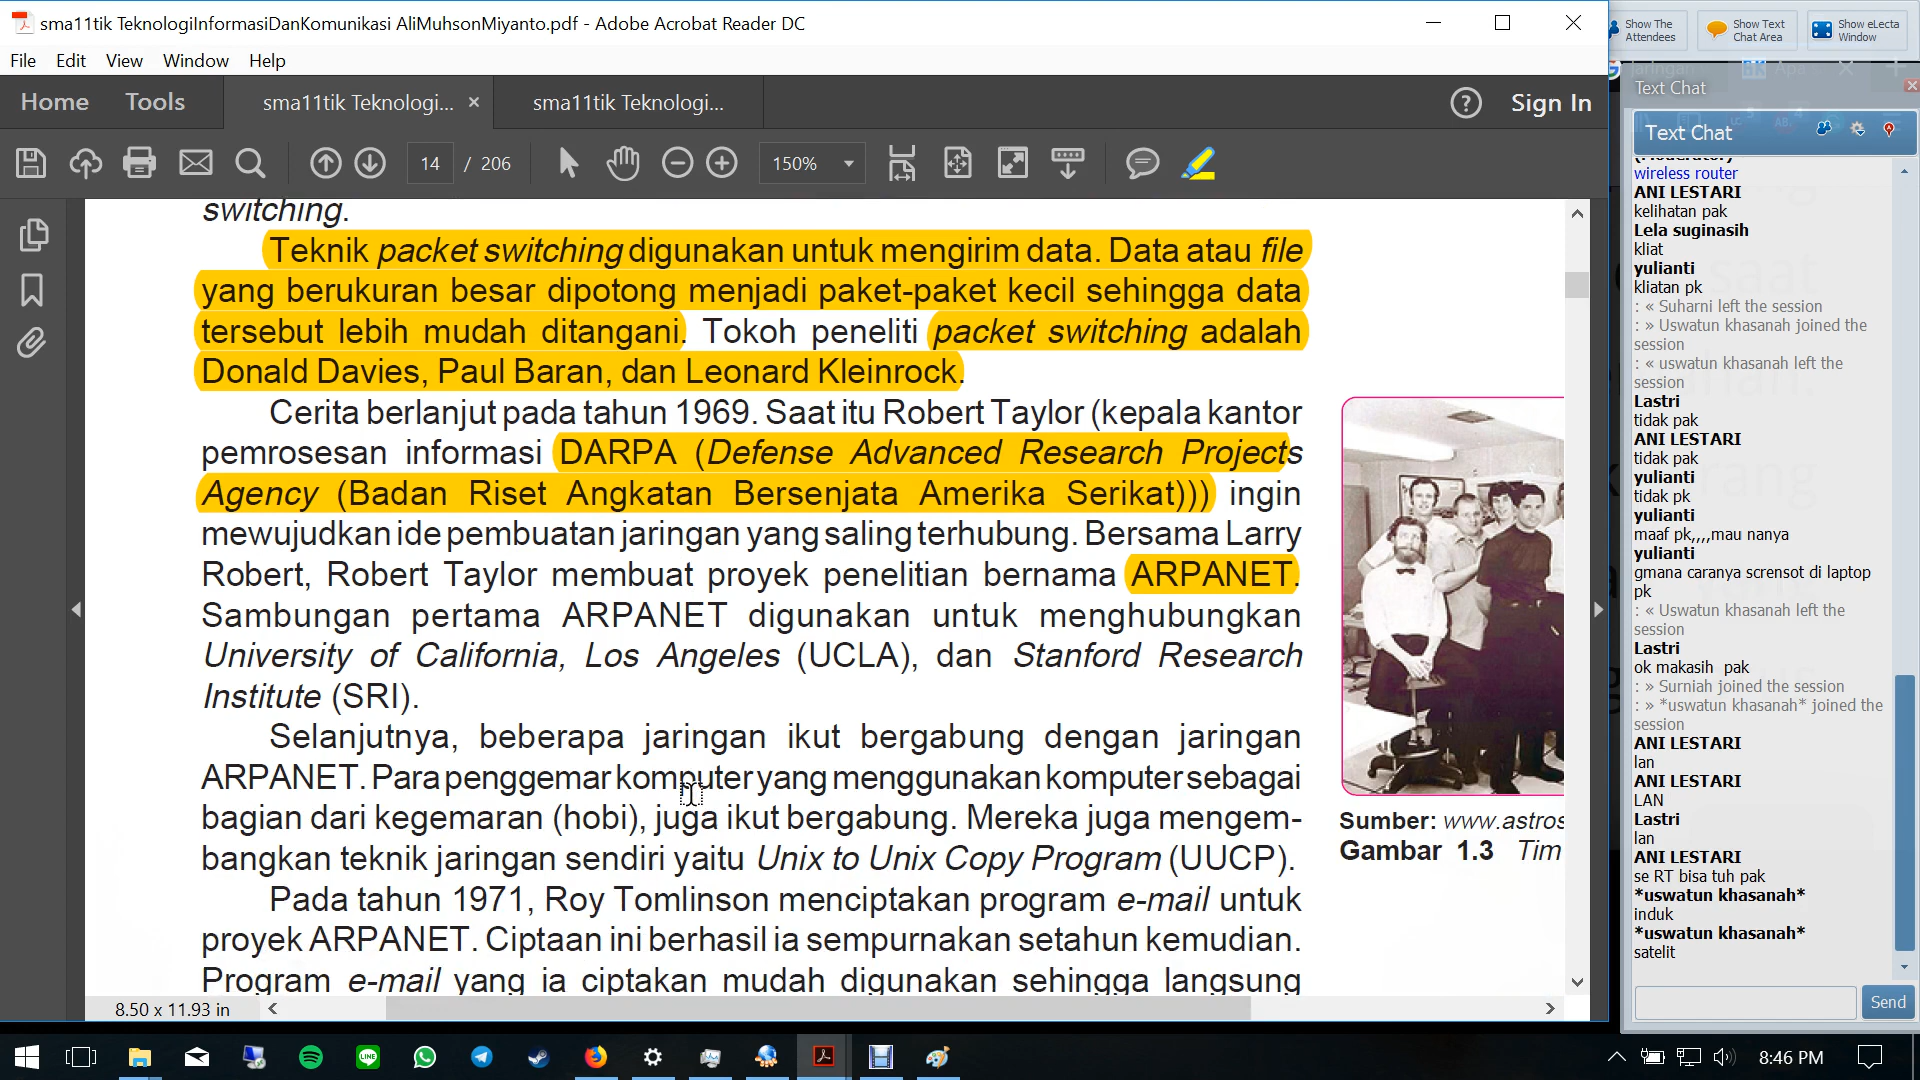 sma11tik TeknologiInformasiDanKomunikasi AliMuhsonMiyanto.pdf - Adobe Acrobat Reader DC
File Edit View Window Help
Home Tools sma11tik Teknologi... × sma11tik Teknologi... Sign In
14 / 206 150%
switching.
Teknik packet switching digunakan untuk mengirim data. Data atau file
yang berukuran besar dipotong menjadi paket-paket kecil sehingga data
tersebut lebih mudah ditangani. Tokoh peneliti packet switching adalah
Donald Davies, Paul Baran, dan Leonard Kleinrock.
Cerita berlanjut pada tahun 1969. Saat itu Robert Taylor (kepala kantor
pemrosesan informasi DARPA (Defense Advanced Research Projects
Agency (Badan Riset Angkatan Bersenjata Amerika Serikat))) ingin
mewujudkan ide pembuatan jaringan yang saling terhubung. Bersama Larry
Robert, Robert Taylor membuat proyek penelitian bernama ARPANET.
Sambungan pertama ARPANET digunakan untuk menghubungkan
University of California, Los Angeles (UCLA), dan Stanford Research
Institute (SRI).
Selanjutnya, beberapa jaringan ikut bergabung dengan jaringan
ARPANET. Para penggemar komputer yang menggunakan komputer sebagai
bagian dari kegemaran (hobi), juga ikut bergabung. Mereka juga mengem-
bangkan teknik jaringan sendiri yaitu Unix to Unix Copy Program (UUCP).
Pada tahun 1971, Roy Tomlinson menciptakan program e-mail untuk
proyek ARPANET. Ciptaan ini berhasil ia sempurnakan setahun kemudian.
Program e-mail yang ia ciptakan mudah digunakan sehingga langsung
Sumber: www.astros
Gambar 1.3 Tim
8.50 x 11.93 in
Show The
Attendees
Show Text
Chat Area
Show eLecta
Window
Text Chat
Text Chat
(Moderator)
wireless router
ANI LESTARI
kelihatan pak
Lela suginasih
kliat
yulianti
kliatan pk
: « Suharni left the session
: » Uswatun khasanah joined the
session
: « uswatun khasanah left the
session
Lastri
tidak pak
ANI LESTARI
tidak pak
yulianti
tidak pk
yulianti
maaf pk,,,,mau nanya
yulianti
gmana caranya scrensot di laptop
pk
: « Uswatun khasanah left the
session
Lastri
ok makasih pak
: » Surniah joined the session
: » *uswatun khasanah* joined the
session
ANI LESTARI
lan
ANI LESTARI
LAN
Lastri
lan
ANI LESTARI
se RT bisa tuh pak
*uswatun khasanah*
induk
*uswatun khasanah*
satelit
Send
LINE
8:46 PM